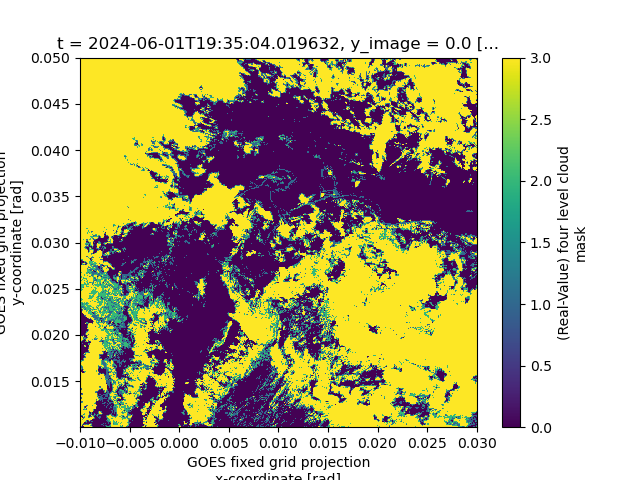 t = 2024-06-01T19:35:04.019632, y_image = 0.0 [...
0.050
0.045
0.040
0.035
0.030
0.025
0.020
0.015
GOES fixed grid projection
y-coordinate [rad]
−0.010 −0.005 0.000 0.005 0.010 0.015 0.020 0.025 0.030
GOES fixed grid projection
x-coordinate [rad]
3.0
2.5
2.0
1.5
1.0
0.5
0.0
(Real-Value) four level cloud
mask